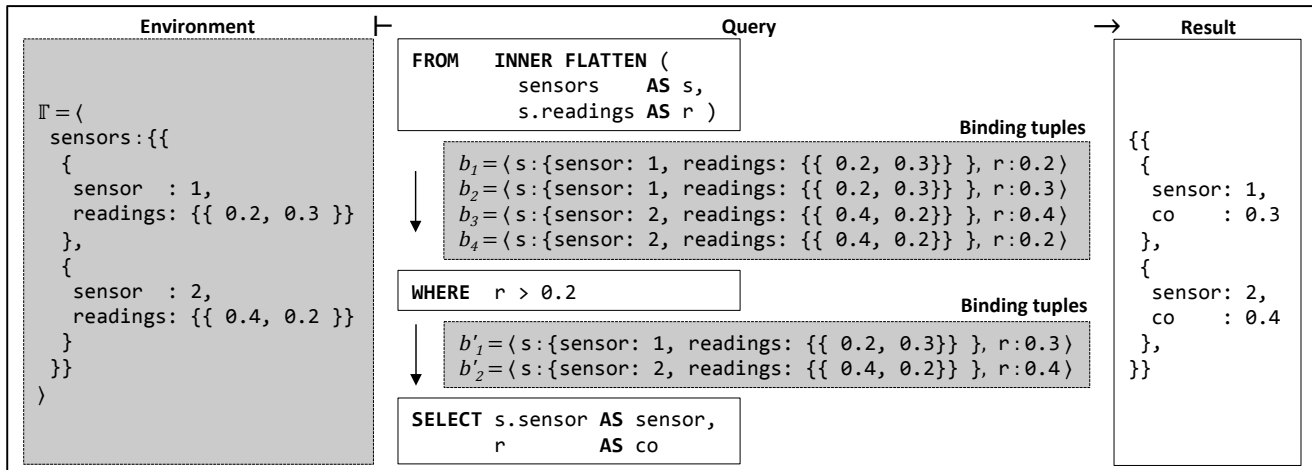 Environment
⊢
Query
→
Result
𝕋 = ⟨
sensors : {{
{
sensor : 1,
readings: {{ 0.2, 0.3 }}
},
{
sensor : 2,
readings: {{ 0.4, 0.2 }}
}
}}
⟩
FROM INNER FLATTEN (
sensors AS s,
s.readings AS r )
Binding tuples
b1 = ⟨ s : {sensor: 1, readings: {{ 0.2, 0.3}} }, r : 0.2 ⟩
b2 = ⟨ s : {sensor: 1, readings: {{ 0.2, 0.3}} }, r : 0.3 ⟩
b3 = ⟨ s : {sensor: 2, readings: {{ 0.4, 0.2}} }, r : 0.4 ⟩
b4 = ⟨ s : {sensor: 2, readings: {{ 0.4, 0.2}} }, r : 0.2 ⟩
WHERE r > 0.2
Binding tuples
b'1 = ⟨ s : {sensor: 1, readings: {{ 0.2, 0.3}} }, r : 0.3 ⟩
b'2 = ⟨ s : {sensor: 2, readings: {{ 0.4, 0.2}} }, r : 0.4 ⟩
SELECT s.sensor AS sensor,
r AS co
{{
{
sensor: 1,
co : 0.3
},
{
sensor: 2,
co : 0.4
},
}}